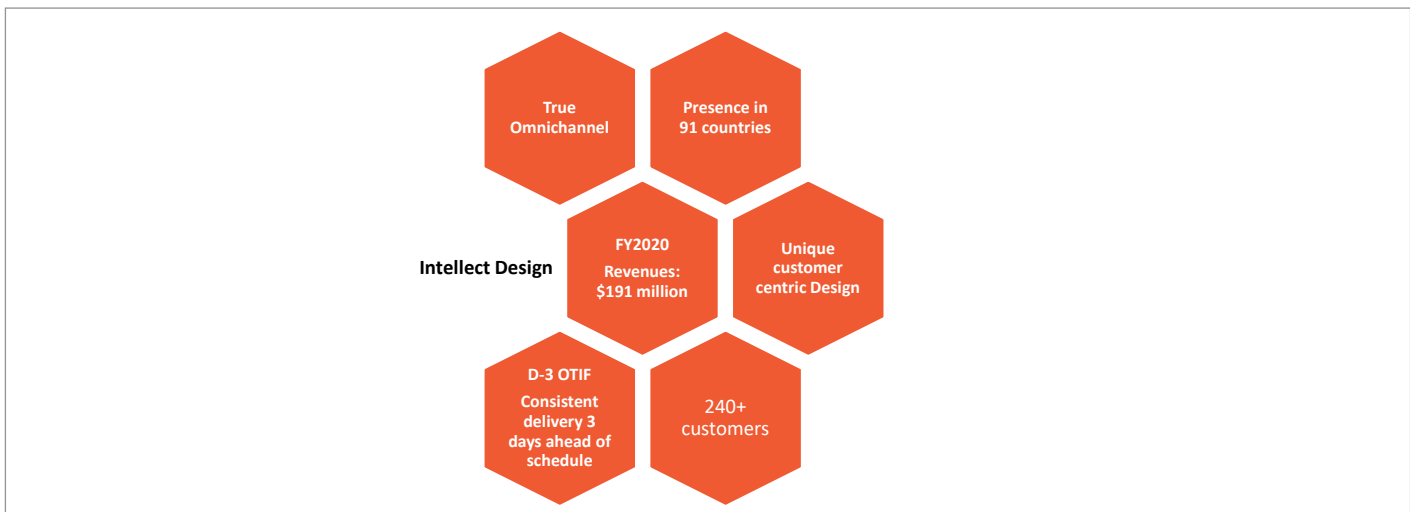 True
Omnichannel
Presence in
91 countries
Intellect Design
FY2020
Revenues:
$191 million
Unique
customer
centric Design
D-3 OTIF
Consistent
delivery 3
days ahead of
schedule
240+
customers